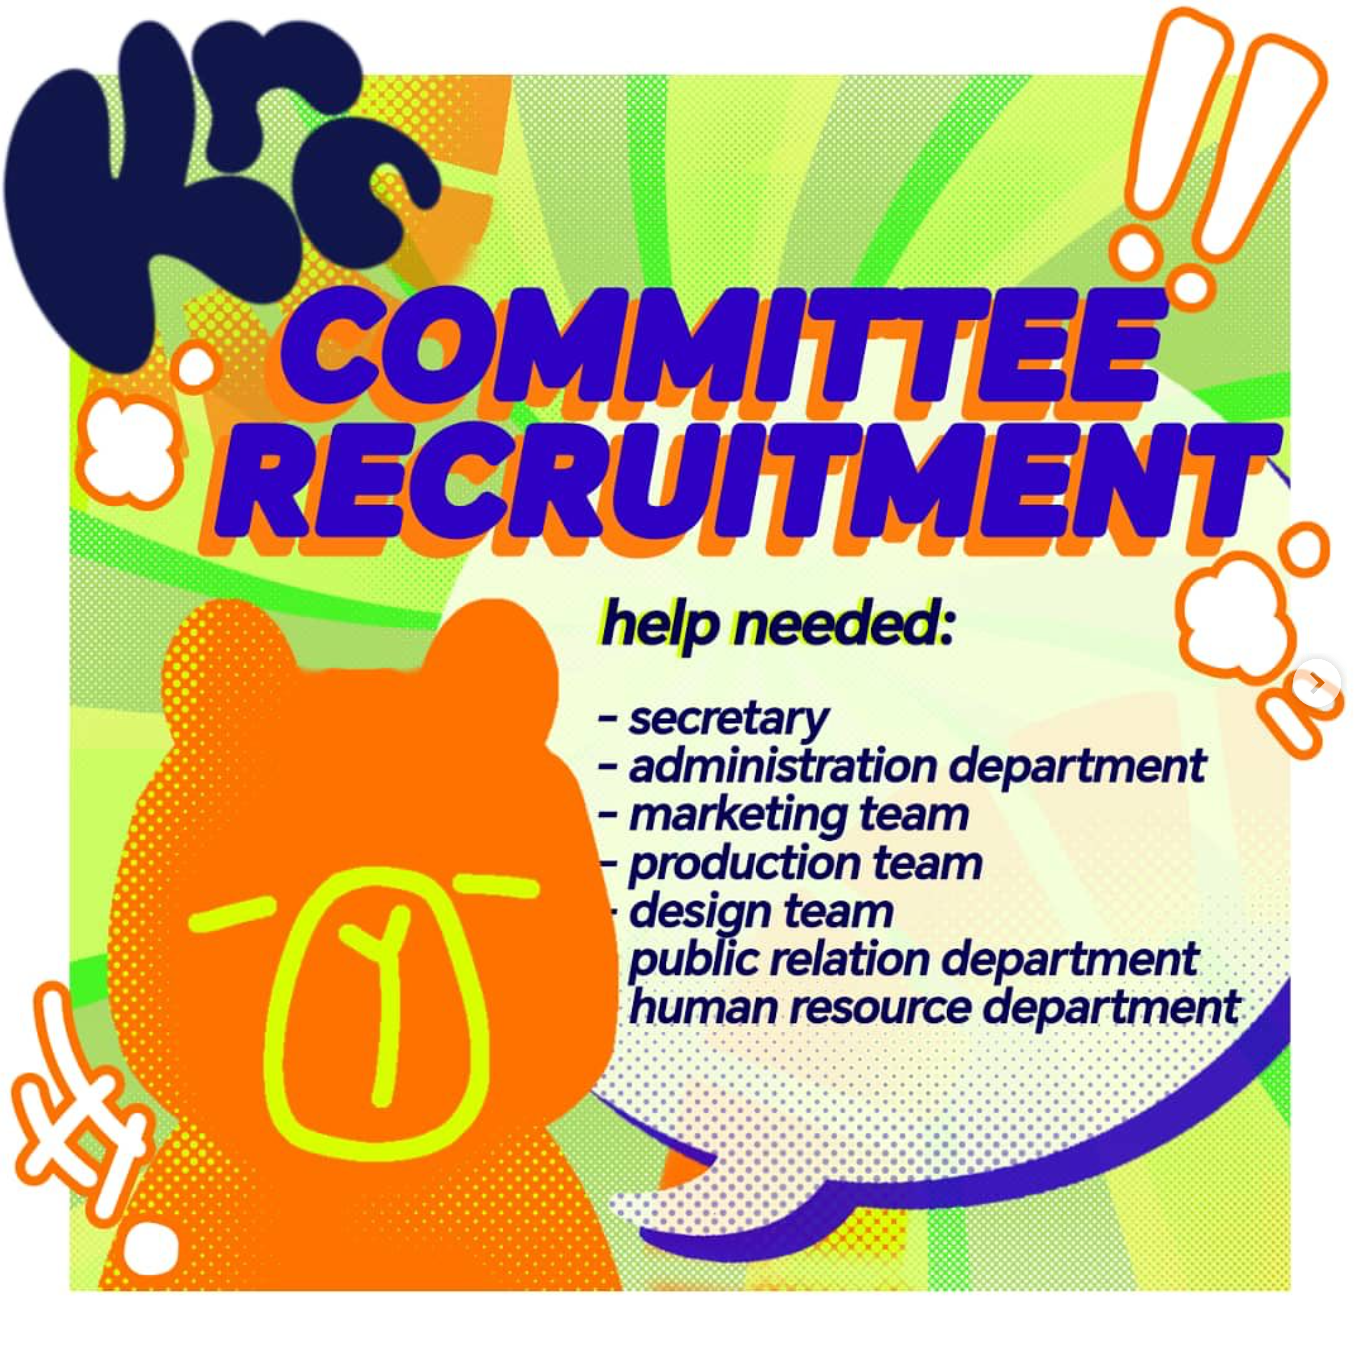 Krc
COMMITTEE
RECRUITMENT
help needed:
- secretary
- administration department
- marketing team
- production team
- design team
public relation department
human resource department